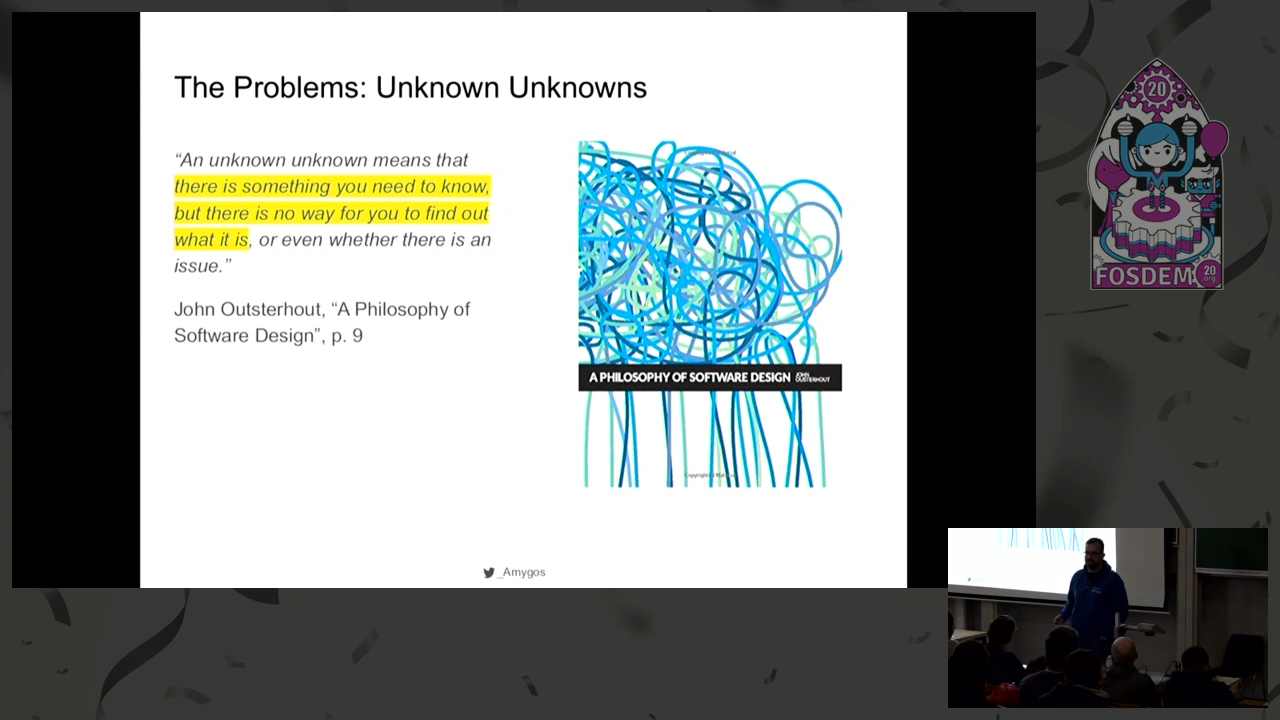 The Problems: Unknown Unknowns
“An unknown unknown means that
there is something you need to know,
but there is no way for you to find out
what it is, or even whether there is an
issue.”
John Outsterhout, “A Philosophy of
Software Design”, p. 9
A PHILOSOPHY OF SOFTWARE DESIGN JOHN OUSTERHOUT
_Amygos
20
FOSDEM
20
.org